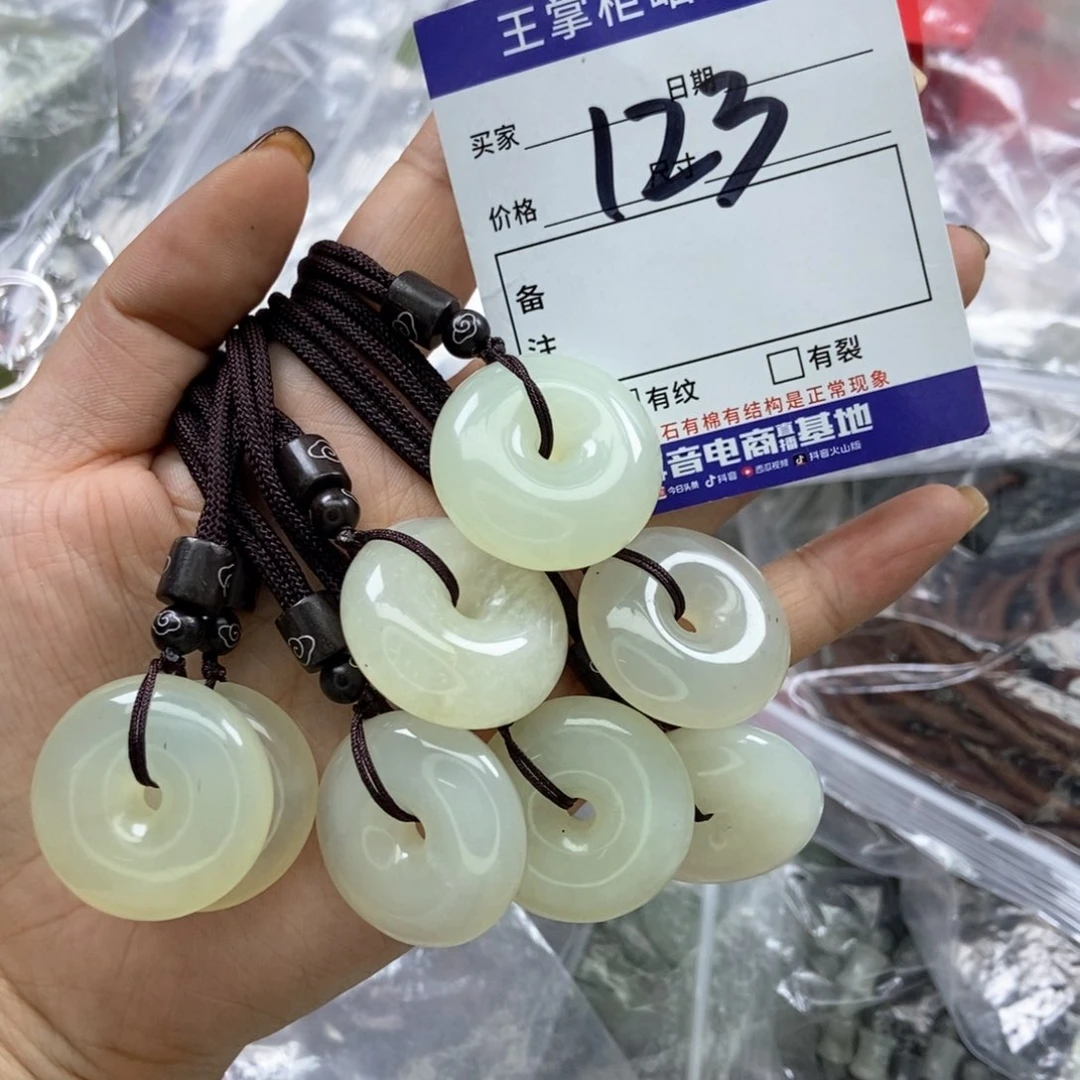 王掌柜
日期
买家
123
尺寸
价格
备
注
有纹
有裂
石有棉有结构是正常现象
音电商直播基地
今日头条 抖音 西瓜视频 抖音火山版